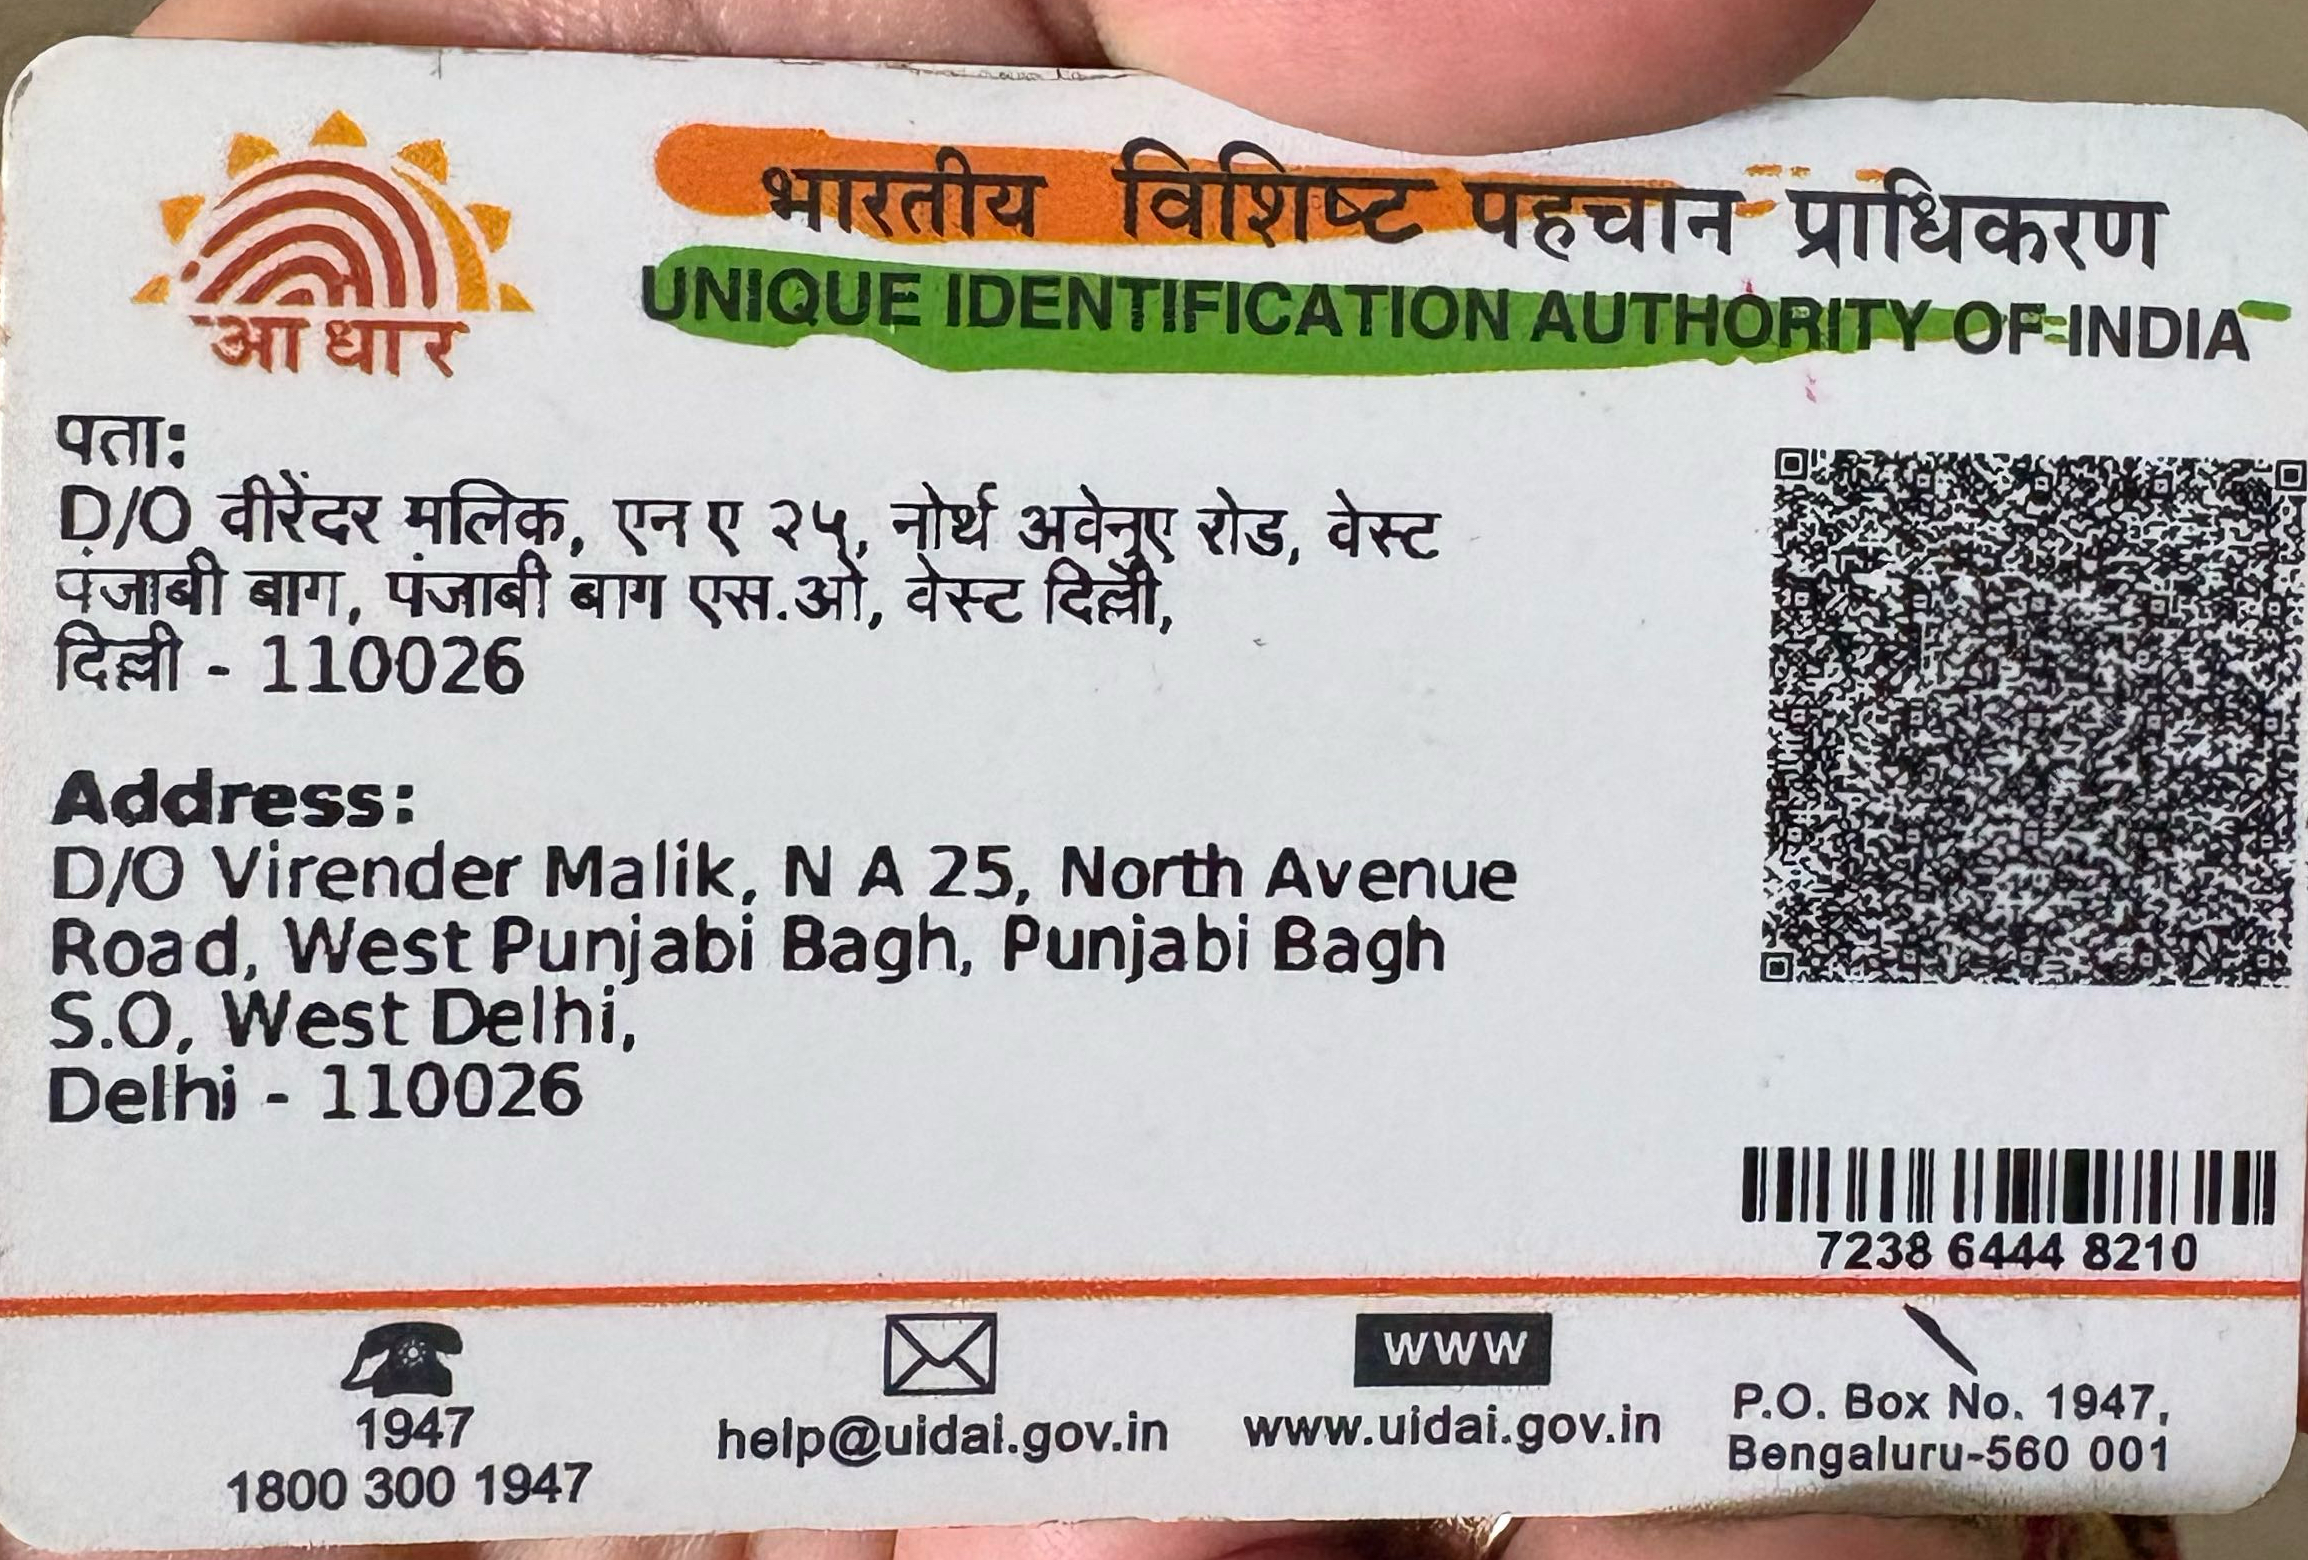 भारतीय विशिष्ट पहचान प्राधिकरण
UNIQUE IDENTIFICATION AUTHORITY OF INDIA
आधार
पता:
D/O वीरेंदर मलिक, एन ए २५, नोर्थ अवेनुए रोड, वेस्ट
पंजाबी बाग, पंजाबी बाग एस.ओ, वेस्ट दिल्ली,
दिल्ली - 110026
Address:
D/O Virender Malik, N A 25, North Avenue
Road, West Punjabi Bagh, Punjabi Bagh
S.O, West Delhi,
Delhi - 110026
7238 6444 8210
1947
1800 300 1947
help@uidai.gov.in
www
www.uidai.gov.in
P.O. Box No. 1947,
Bengaluru-560 001